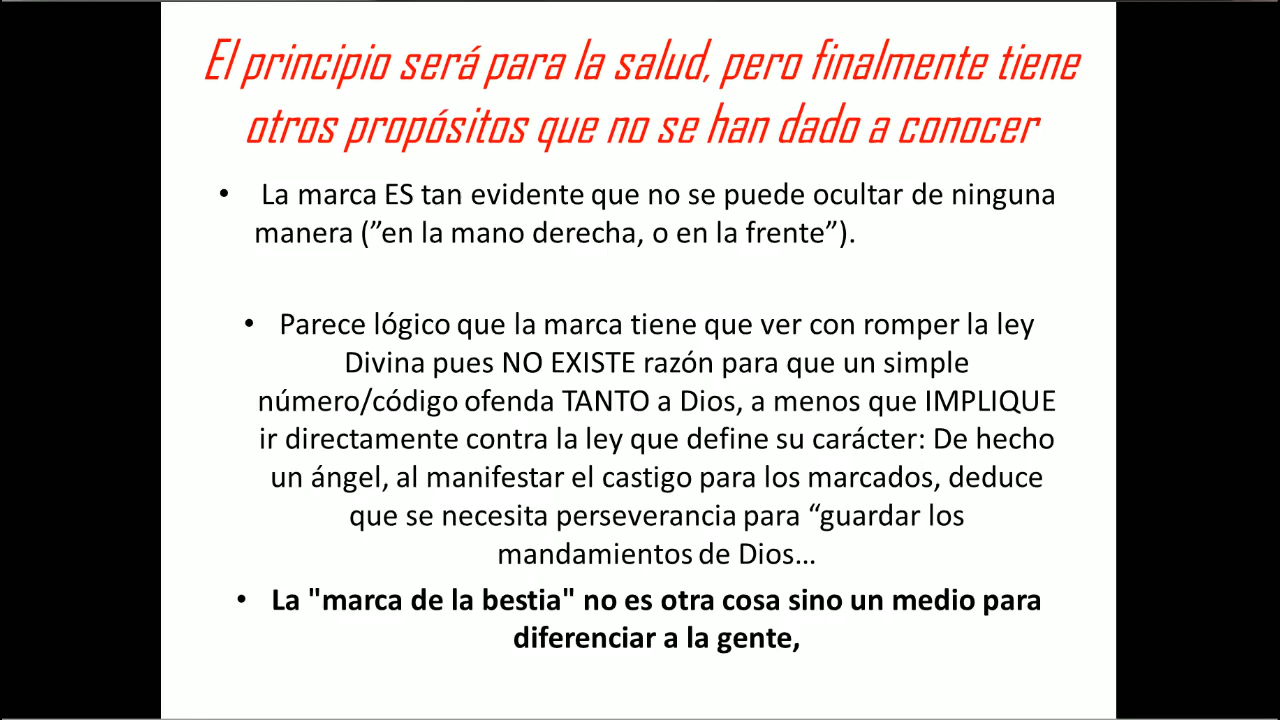 El principio será para la salud, pero finalmente tiene
otros propósitos que no se han dado a conocer
• La marca ES tan evidente que no se puede ocultar de ninguna
manera (”en la mano derecha, o en la frente”).
• Parece lógico que la marca tiene que ver con romper la ley
Divina pues NO EXISTE razón para que un simple
número/código ofenda TANTO a Dios, a menos que IMPLIQUE
ir directamente contra la ley que define su carácter: De hecho
un ángel, al manifestar el castigo para los marcados, deduce
que se necesita perseverancia para “guardar los
mandamientos de Dios…
• La "marca de la bestia" no es otra cosa sino un medio para
diferenciar a la gente,